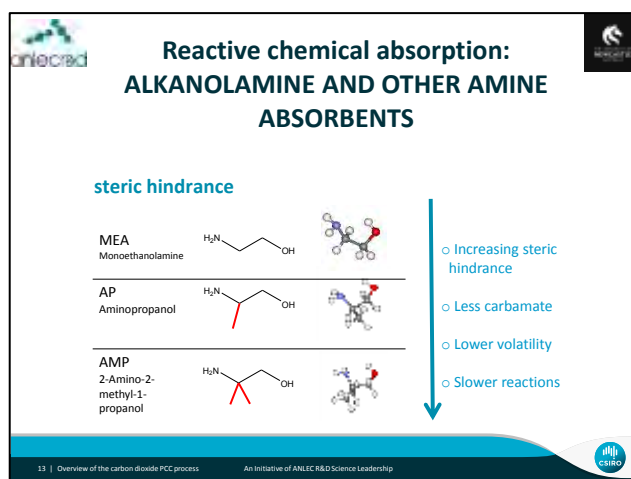 anlecr&d
Reactive chemical absorption:
ALKANOLAMINE AND OTHER AMINE
ABSORBENTS
steric hindrance
MEA
Monoethanolamine
H₂N
OH
AP
Aminopropanol
H₂N
OH
AMP
2-Amino-2-
methyl-1-
propanol
H₂N
OH
○ Increasing steric
hindrance
○ Less carbamate
○ Lower volatility
○ Slower reactions
13 | Overview of the carbon dioxide PCC process
An Initiative of ANLEC R&D Science Leadership
CSIRO